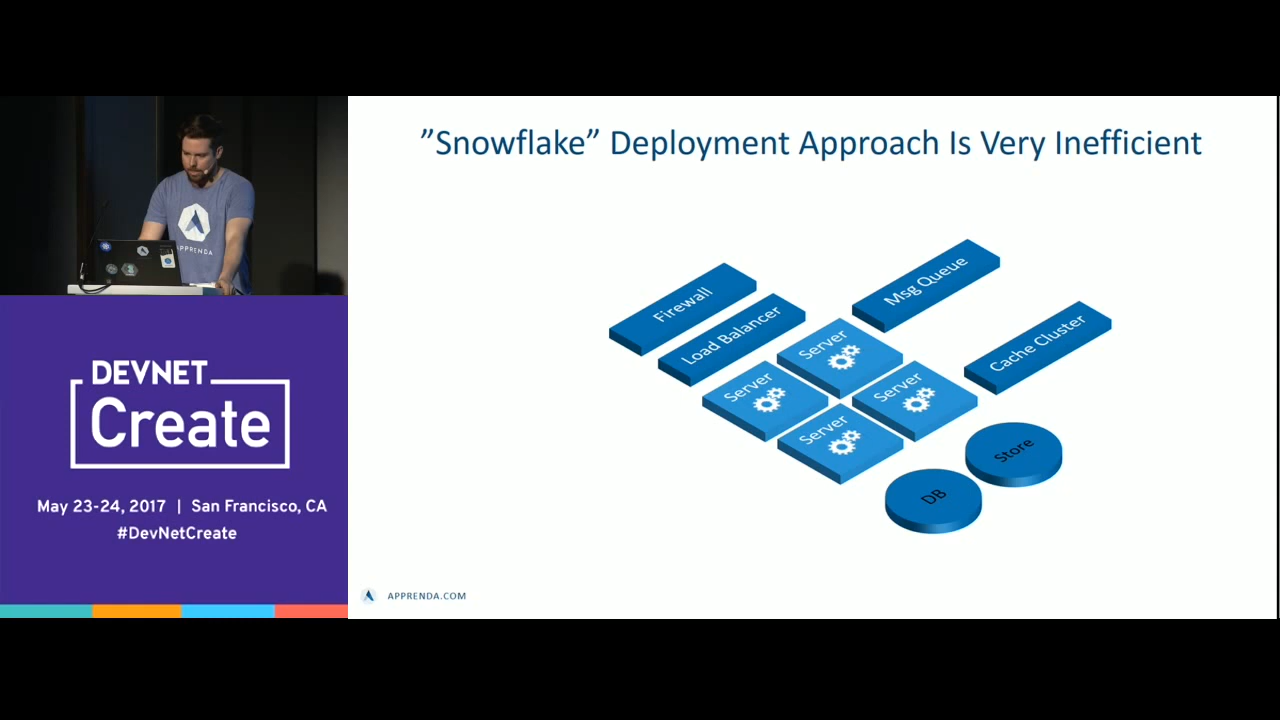 ”Snowflake” Deployment Approach Is Very Inefficient
APPRENDA
DEVNET
Create
May 23-24, 2017 | San Francisco, CA
#DevNetCreate
Firewall
Load Balancer
Msg Queue
Cache Cluster
Server
Server
Server
Server
Store
DB
APPRENDA.COM